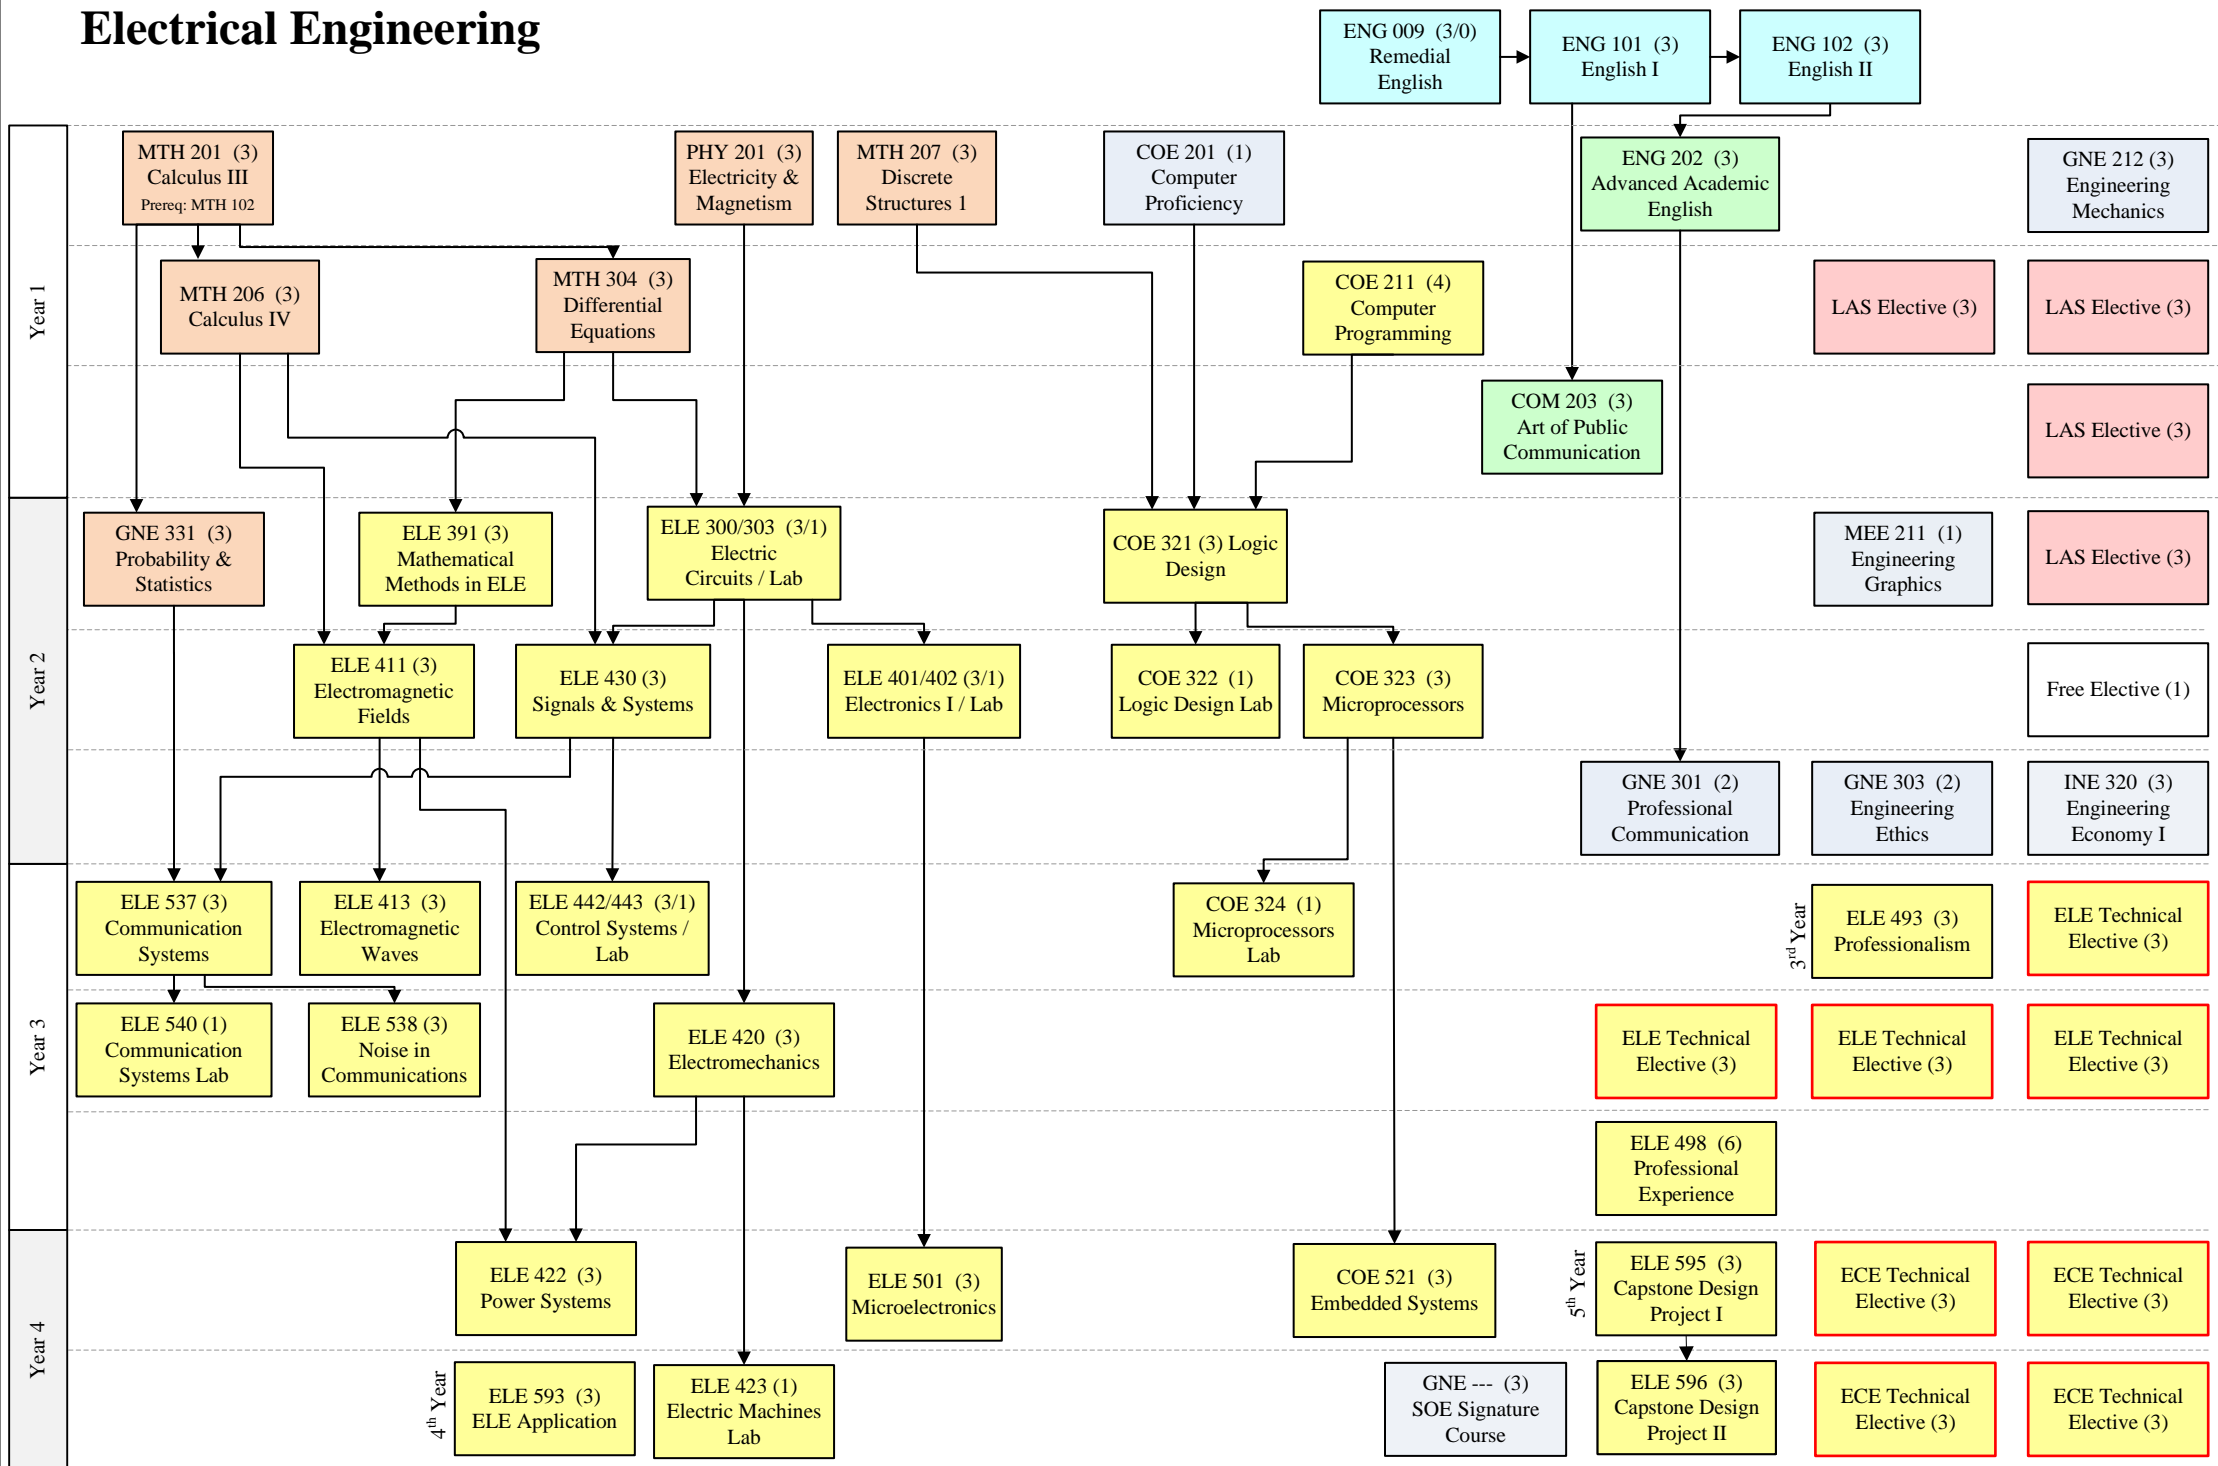 Electrical Engineering
ENG 009  (3/0)
Remedial
English
ENG 101  (3)
English I
ENG 102  (3)
English II
Year 1
MTH 201  (3)
Calculus III
Prereq: MTH 102
PHY 201  (3)
Electricity &
Magnetism
MTH 207  (3)
Discrete
Structures 1
COE 201  (1)
Computer
Proficiency
ENG 202  (3)
Advanced Academic
English
GNE 212 (3)
Engineering
Mechanics
MTH 206  (3)
Calculus IV
MTH 304  (3)
Differential
Equations
COE 211  (4)
Computer
Programming
LAS Elective (3)
LAS Elective (3)
COM 203  (3)
Art of Public
Communication
LAS Elective (3)
Year 2
GNE 331  (3)
Probability &
Statistics
ELE 391 (3)
Mathematical
Methods in ELE
ELE 300/303  (3/1)
Electric
Circuits / Lab
COE 321 (3) Logic
Design
MEE 211  (1)
Engineering
Graphics
LAS Elective (3)
ELE 411 (3)
Electromagnetic
Fields
ELE 430 (3)
Signals & Systems
ELE 401/402 (3/1)
Electronics I / Lab
COE 322  (1)
Logic Design Lab
COE 323  (3)
Microprocessors
Free Elective (1)
GNE 301  (2)
Professional
Communication
GNE 303  (2)
Engineering
Ethics
INE 320  (3)
Engineering
Economy I
Year 3
ELE 537 (3)
Communication
Systems
ELE 413  (3)
Electromagnetic
Waves
ELE 442/443  (3/1)
Control Systems /
Lab
COE 324  (1)
Microprocessors
Lab
3rd Year
ELE 493  (3)
Professionalism
ELE Technical
Elective (3)
ELE 540 (1)
Communication
Systems Lab
ELE 538 (3)
Noise in
Communications
ELE 420  (3)
Electromechanics
ELE Technical
Elective (3)
ELE Technical
Elective (3)
ELE Technical
Elective (3)
ELE 498  (6)
Professional
Experience
Year 4
ELE 422  (3)
Power Systems
ELE 501  (3)
Microelectronics
COE 521  (3)
Embedded Systems
5th Year
ELE 595  (3)
Capstone Design
Project I
ECE Technical
Elective (3)
ECE Technical
Elective (3)
4th Year
ELE 593  (3)
ELE Application
ELE 423 (1)
Electric Machines
Lab
GNE ---  (3)
SOE Signature
Course
ELE 596  (3)
Capstone Design
Project II
ECE Technical
Elective (3)
ECE Technical
Elective (3)